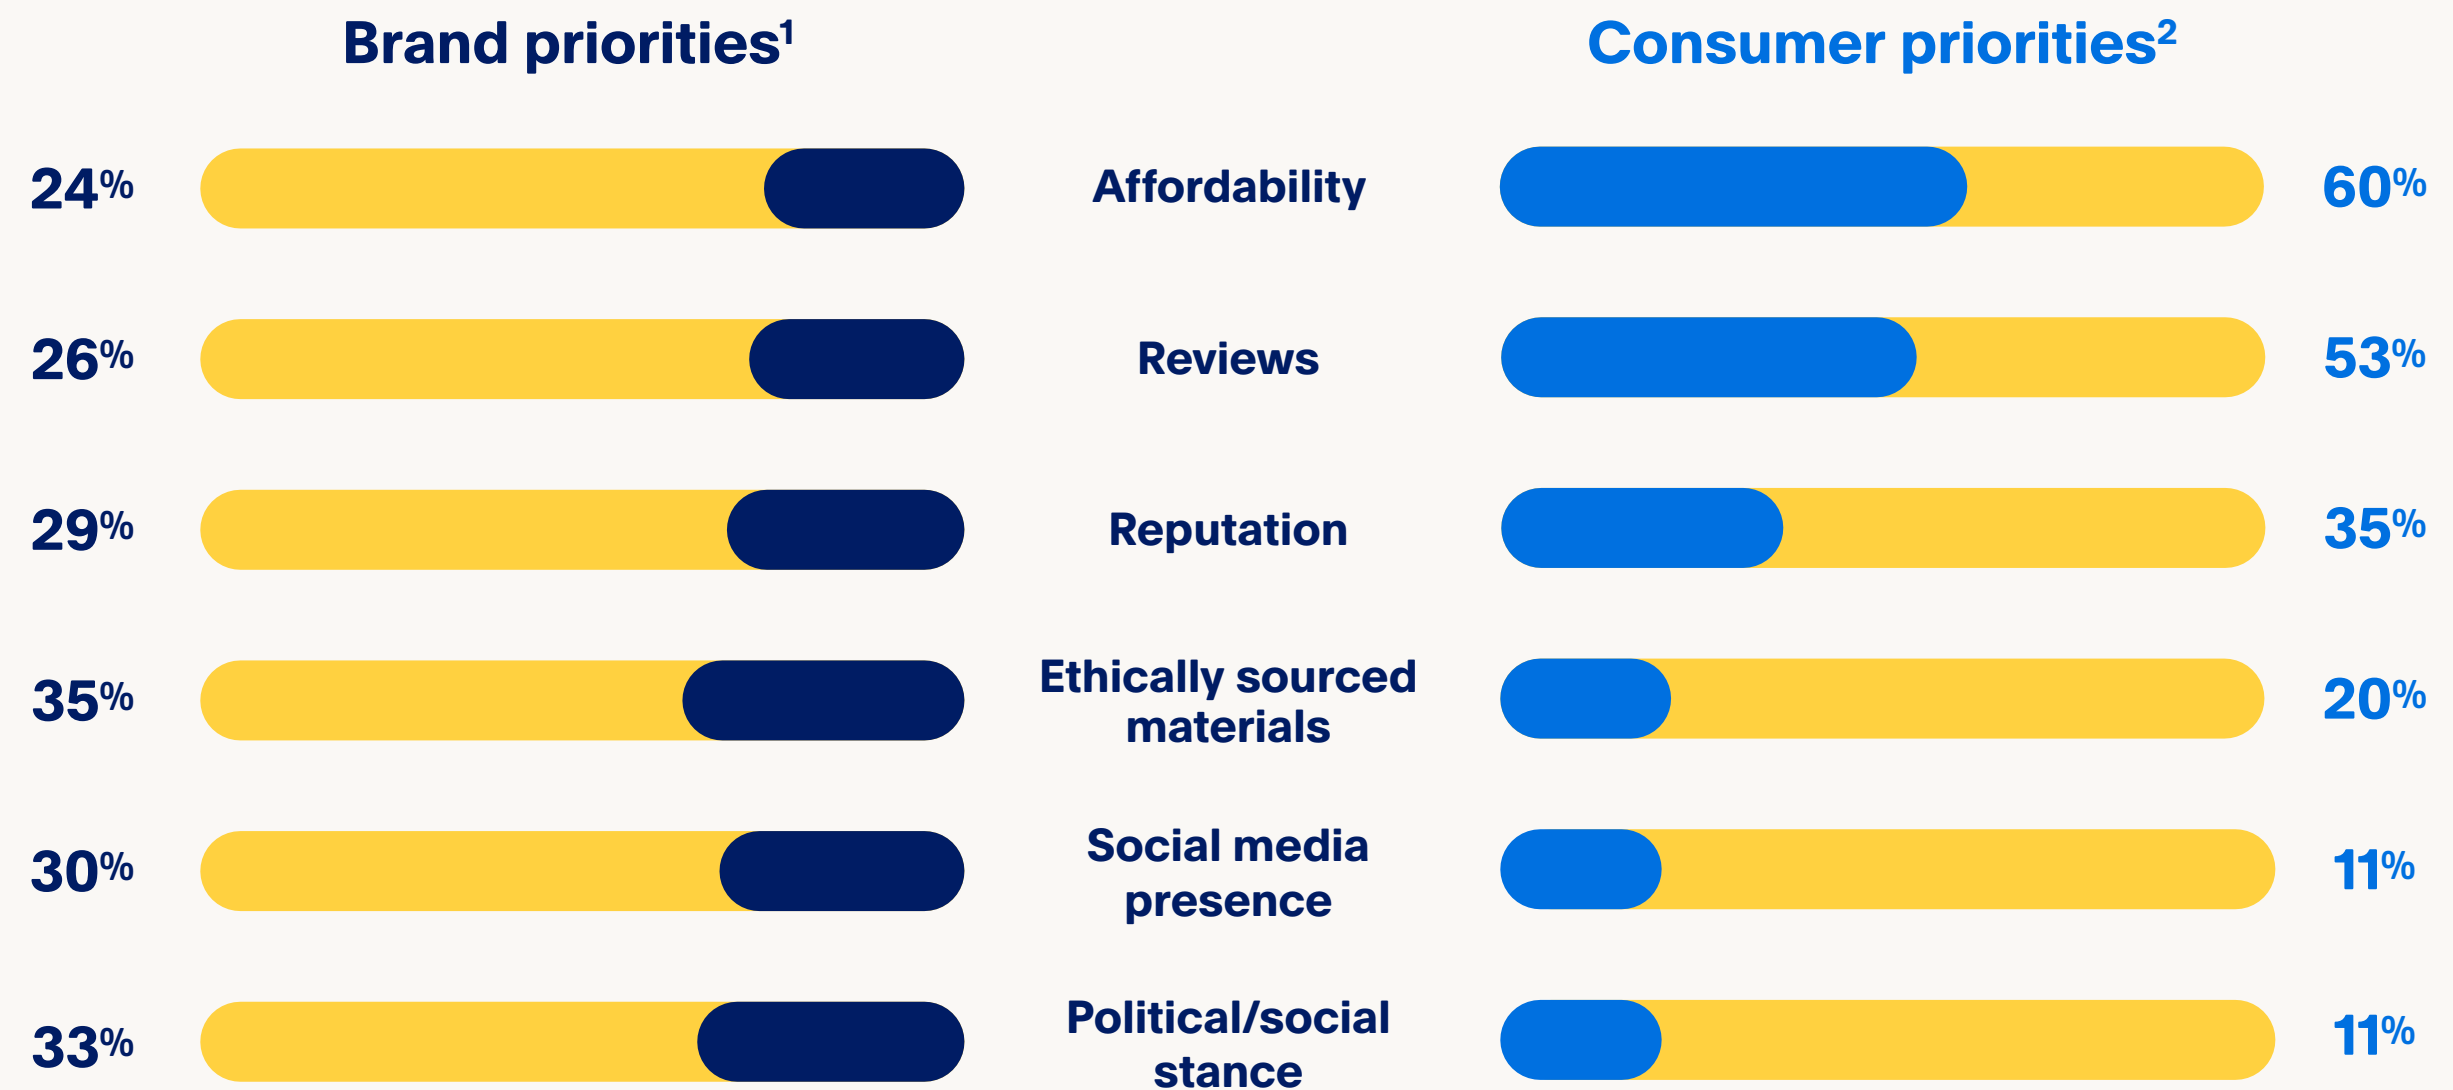 Brand priorities¹
Consumer priorities²
24%
Affordability
60%
26%
Reviews
53%
29%
Reputation
35%
35%
Ethically sourced
materials
20%
30%
Social media
presence
11%
33%
Political/social
stance
11%